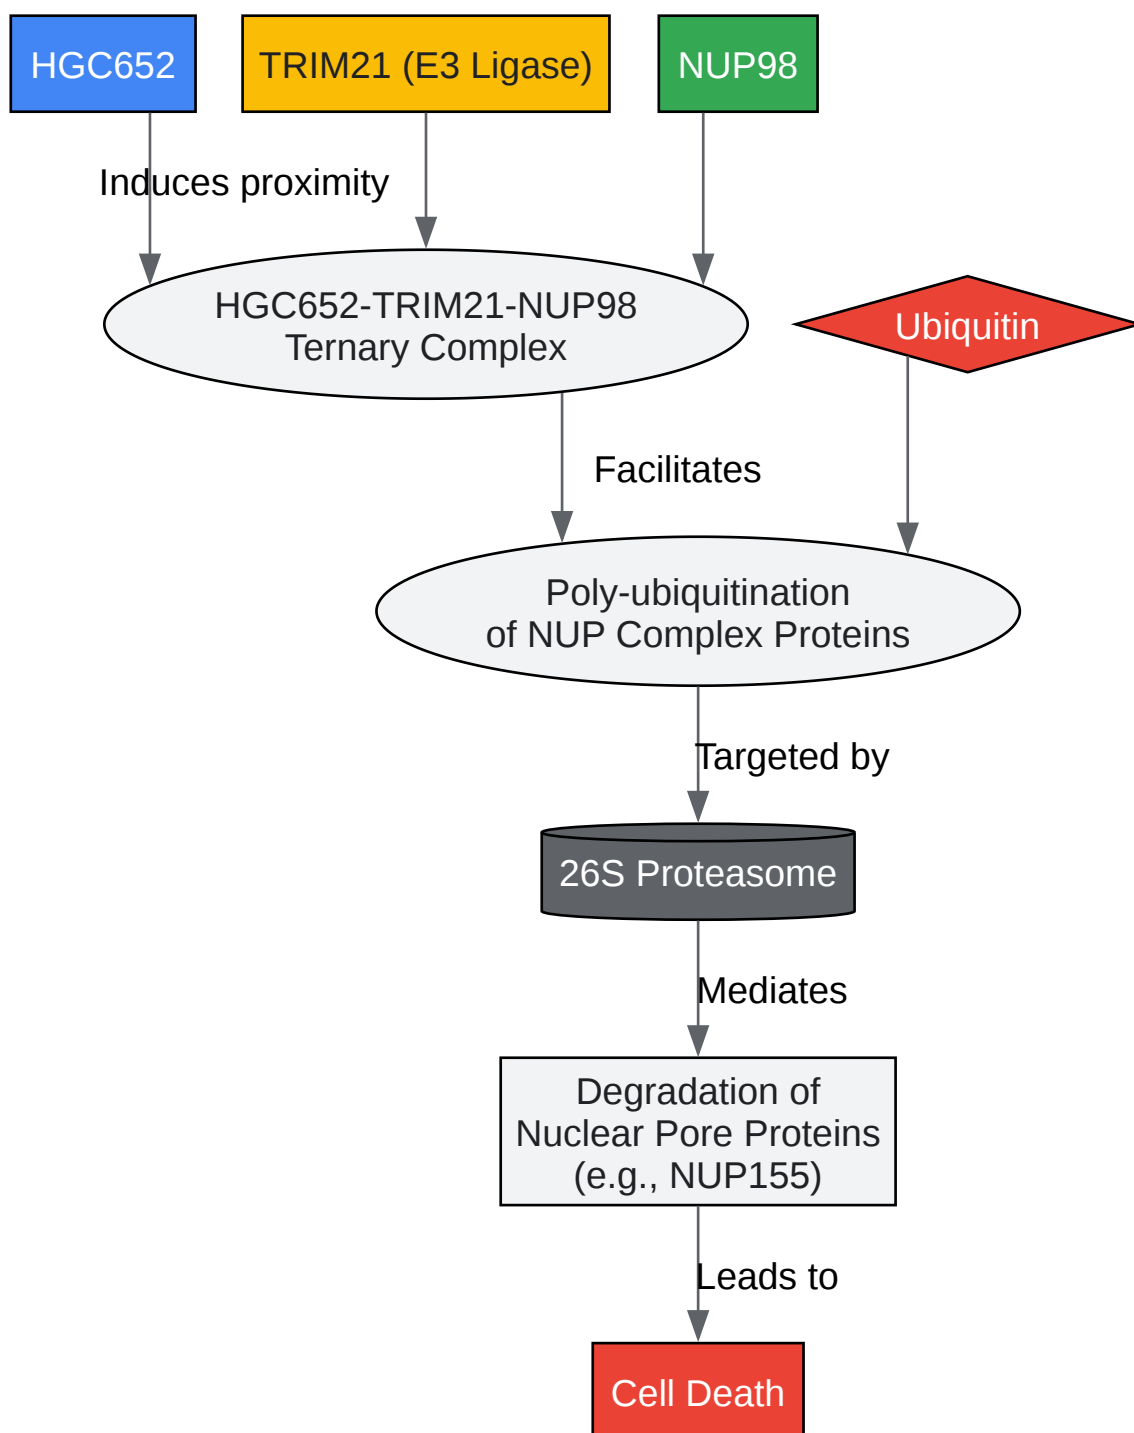 HGC652
TRIM21 (E3 Ligase)
NUP98
Induces proximity
HGC652-TRIM21-NUP98
Ternary Complex
Ubiquitin
Facilitates
Poly-ubiquitination
of NUP Complex Proteins
Targeted by
26S Proteasome
Mediates
Degradation of
Nuclear Pore Proteins
(e.g., NUP155)
Leads to
Cell Death